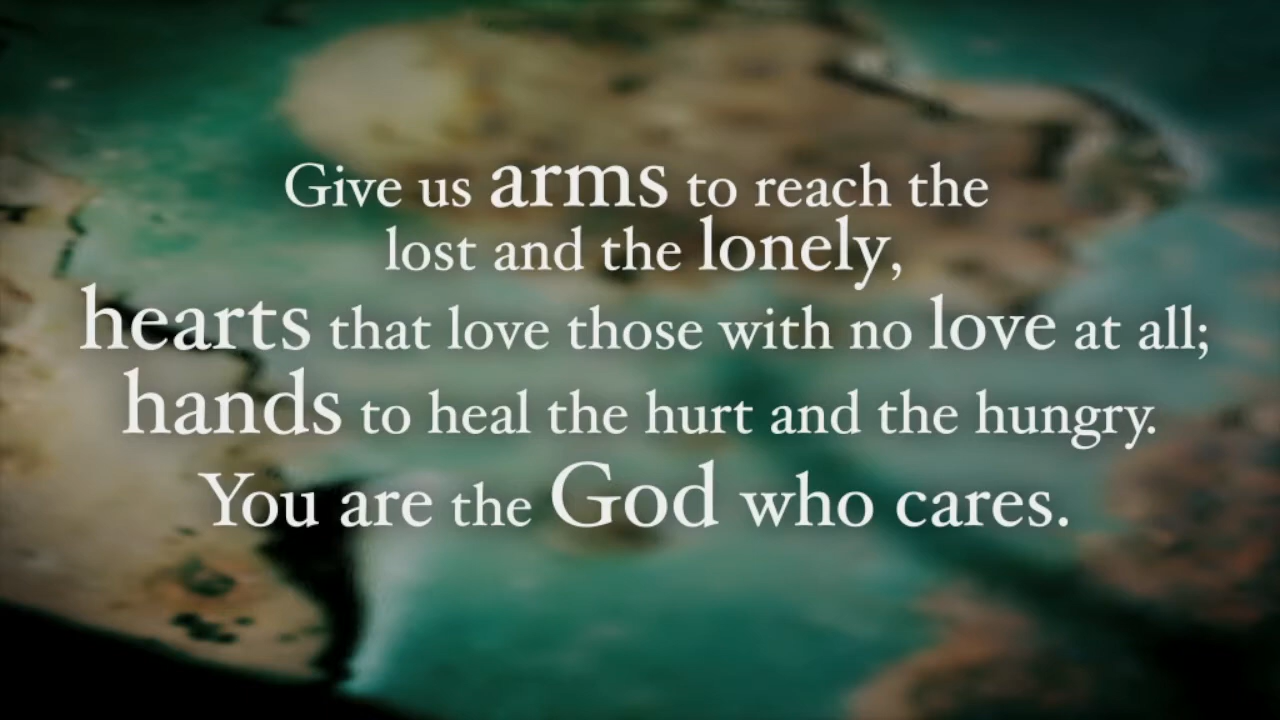 Give us arms to reach the
lost and the lonely,
hearts that love those with no love at all;
hands to heal the hurt and the hungry.
You are the God who cares.